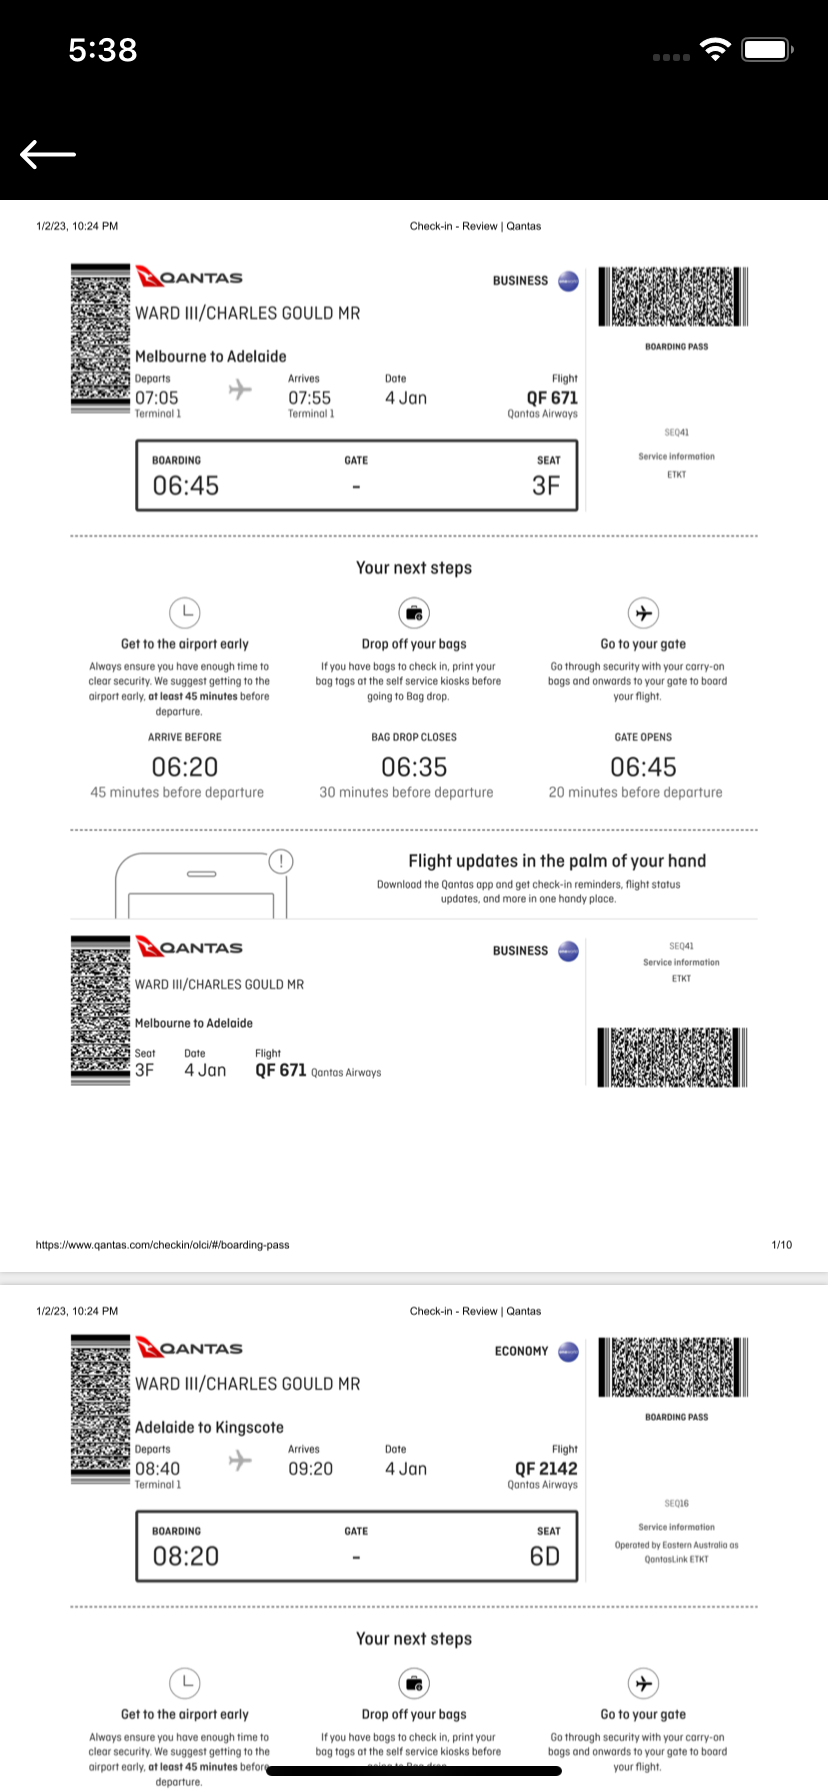 5:38
1/2/23, 10:24 PM Check-in - Review | Qantas
QANTAS BUSINESS
WARD III/CHARLES GOULD MR
BOARDING PASS
Melbourne to Adelaide
Departs Arrives Date Flight
07:05 07:55 4 Jan QF 671
Terminal 1 Terminal 1 Qantas Airways
SEQ41
Service information
ETKT
BOARDING GATE SEAT
06:45 - 3F
Your next steps
Get to the airport early
Always ensure you have enough time to
clear security. We suggest getting to the
airport early, at least 45 minutes before
departure.
ARRIVE BEFORE
06:20
45 minutes before departure
Drop off your bags
If you have bags to check in, print your
bag tags at the self service kiosks before
going to Bag drop.
BAG DROP CLOSES
06:35
30 minutes before departure
Go to your gate
Go through security with your carry-on
bags and onwards to your gate to board
your flight.
GATE OPENS
06:45
20 minutes before departure
Flight updates in the palm of your hand
Download the Qantas app and get check-in reminders, flight status
updates, and more in one handy place.
QANTAS BUSINESS
WARD III/CHARLES GOULD MR
Melbourne to Adelaide
Seat Date Flight
3F 4 Jan QF 671 Qantas Airways
SEQ41
Service information
ETKT
https://www.qantas.com/checkin/olci/#/boarding-pass 1/10
1/2/23, 10:24 PM Check-in - Review | Qantas
QANTAS ECONOMY
WARD III/CHARLES GOULD MR
BOARDING PASS
Adelaide to Kingscote
Departs Arrives Date Flight
08:40 09:20 4 Jan QF 2142
Terminal 1 Qantas Airways
SEQ16
Service information
Operated by Eastern Australia as
QantasLink ETKT
BOARDING GATE SEAT
08:20 - 6D
Your next steps
Get to the airport early
Always ensure you have enough time to
clear security. We suggest getting to the
airport early, at least 45 minutes before
departure.
Drop off your bags
If you have bags to check in, print your
bag tags at the self service kiosks before
Go to your gate
Go through security with your carry-on
bags and onwards to your gate to board
your flight.